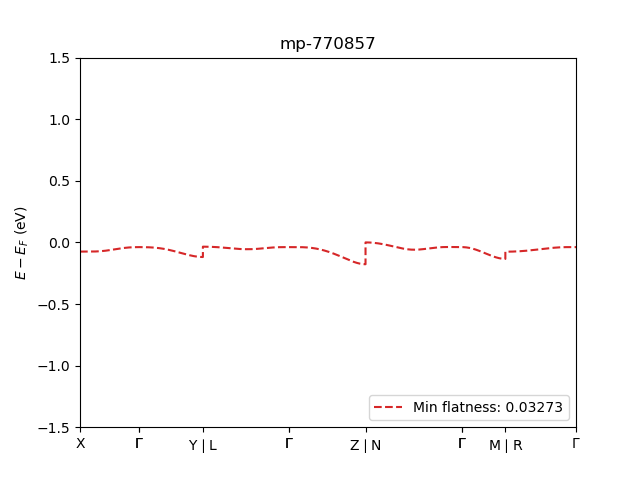 mp-770857
1.5
1.0
0.5
0.0
−0.5
−1.0
−1.5
E − E_F (eV)
Min flatness: 0.03273
X Γ Y | L Γ Z | N Γ M | R Γ